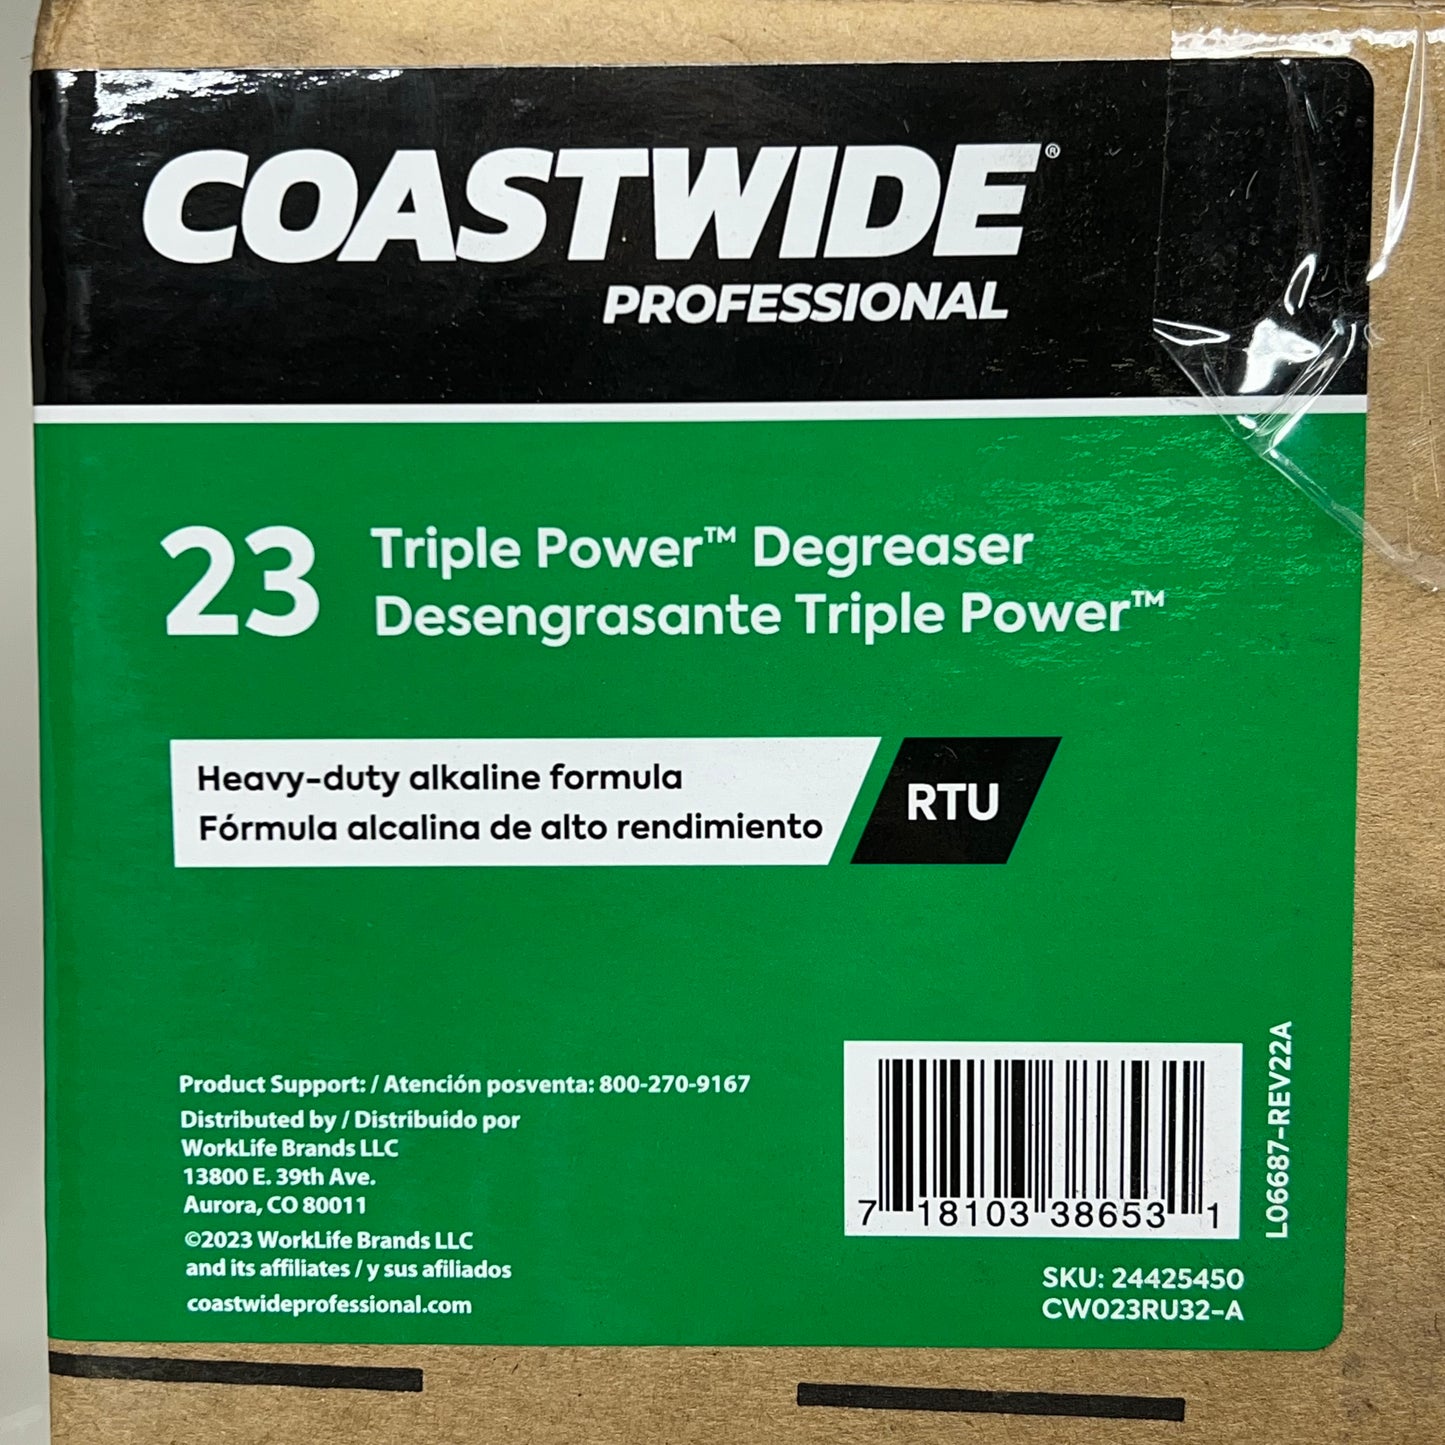 COASTWIDE®
PROFESSIONAL
23
Triple Power™ Degreaser
Desengrasante Triple Power™
Heavy-duty alkaline formula
Fórmula alcalina de alto rendimiento
RTU
Product Support: / Atención posventa: 800-270-9167
Distributed by / Distribuido por
WorkLife Brands LLC
13800 E. 39th Ave.
Aurora, CO 80011
©2023 WorkLife Brands LLC
and its affiliates / y sus afiliados
coastwideprofessional.com
7 18103 38653 1
SKU: 24425450
CW023RU32-A
L06687-REV22A